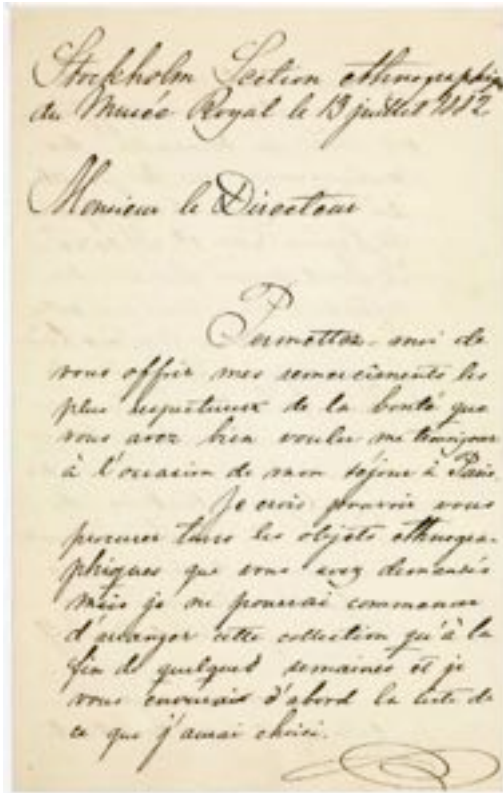 Stockholm Section ethnographique
du Musée Royal le 13 juillet 1882
Monsieur le Directeur
Permettez-moi de
vous offrir mes remerciements les
plus respectueux de la bonté que
vous avez bien voulu me témoigner
à l'occasion de mon séjour à Paris.
Je crois pouvoir vous
procurer tous les objets ethnogra-
phiques que vous avez demandés
mais je ne pourrai commencer
d'arranger cette collection qu'à la
fin de quelques semaines et je
vous enverrais d'abord la liste de
ce que j'aurai choisi.